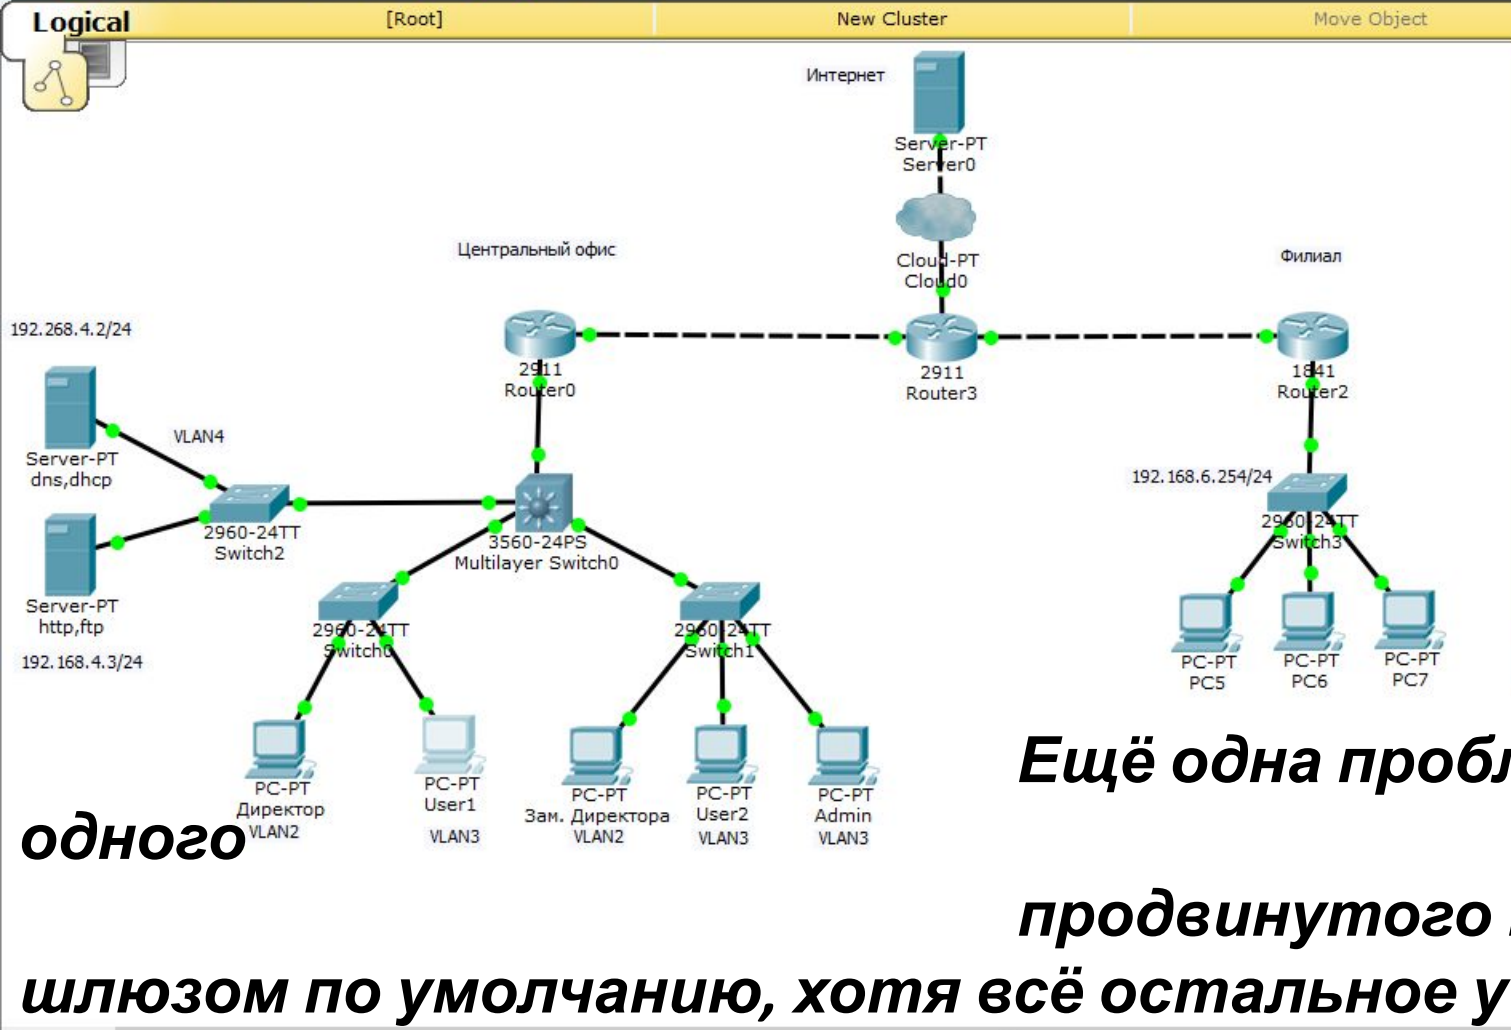 Logical
[Root]
New Cluster
Move Object
Интернет
Server-PT
Server0
Центральный офис
Cloud-PT
Cloud0
Филиал
192.268.4.2/24
2911
Router0
2911
Router3
1841
Router2
VLAN4
Server-PT
dns,dhcp
192.168.6.254/24
2960-24TT
Switch2
3560-24PS
Multilayer Switch0
2960-24TT
Switch3
Server-PT
http,ftp
192.168.4.3/24
2960-24TT
Switch0
2960-24TT
Switch1
PC-PT
PC5
PC-PT
PC6
PC-PT
PC7
PC-PT
Директор
VLAN2
PC-PT
User1
VLAN3
PC-PT
Зам. Директора
VLAN2
PC-PT
User2
VLAN3
PC-PT
Admin
VLAN3
Ещё одна пробл
одного
продвинутого
шлюзом по умолчанию, хотя всё остальное у